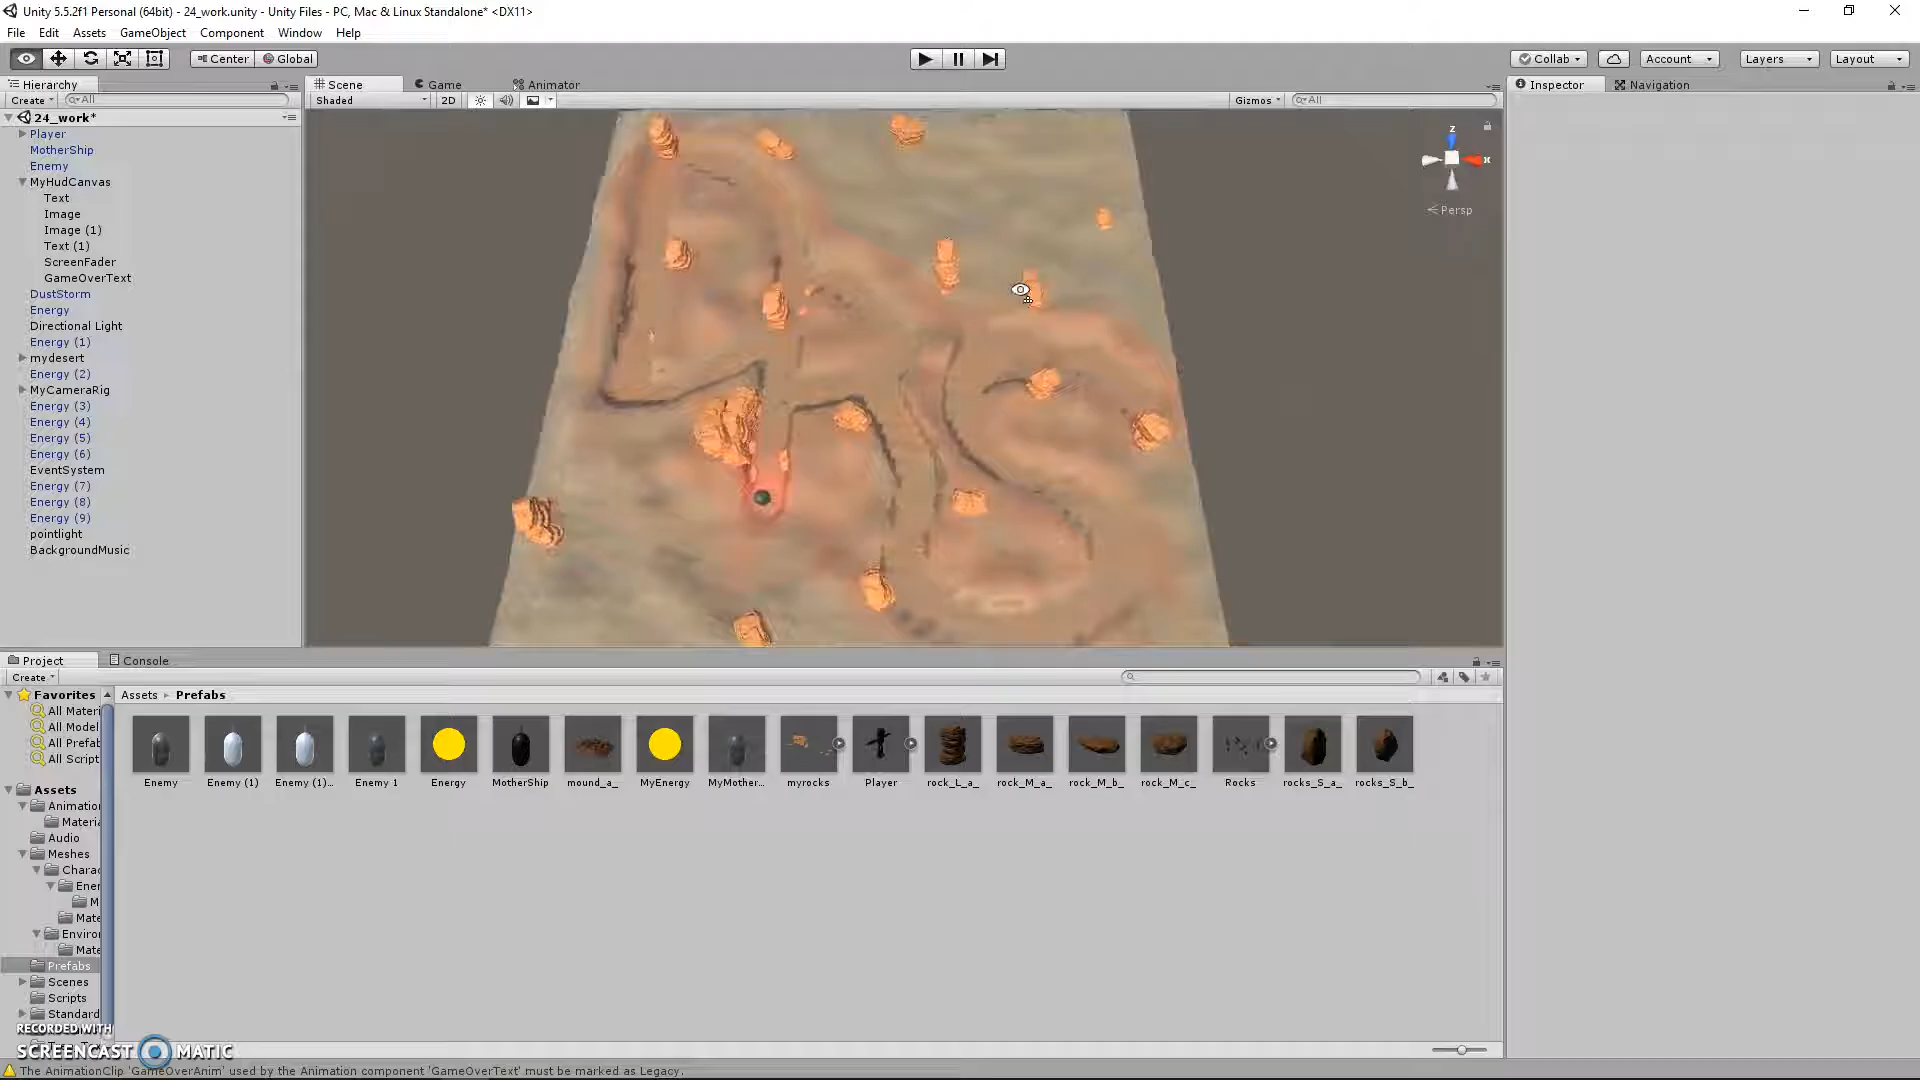 Unity 5.5.2f1 Personal (64bit) - 24_work.unity - Unity Files - PC, Mac & Linux Standalone* <DX11>
File Edit Assets GameObject Component Window Help
Center Global Collab Account Layers Layout
Hierarchy Scene Game Animator Inspector Navigation
Create All Shaded 2D Gizmos All
24_work*
Player
MotherShip
Enemy
MyHudCanvas
Text
Image
Image (1)
Text (1)
ScreenFader
GameOverText
DustStorm
Energy
Directional Light
Energy (1)
mydesert
Energy (2)
MyCameraRig
Energy (3)
Energy (4)
Energy (5)
Energy (6)
EventSystem
Energy (7)
Energy (8)
Energy (9)
pointlight
BackgroundMusic
z
x
Persp
Project Console
Create
Favorites
All Materi
All Model
All Prefab
All Script
Assets
Animation
Materia
Audio
Meshes
Charac
Ener
M
Mate
Enviro
Mate
Prefabs
Scenes
Scripts
Standard
Assets Prefabs
Enemy Enemy (1) Enemy (1)... Enemy 1 Energy MotherShip mound_a_ MyEnergy MyMother... myrocks Player rock_L_a_ rock_M_a_ rock_M_b_ rock_M_c_ Rocks rocks_S_a_ rocks_S_b_
RECORDED WITH
SCREENCAST MATIC
The AnimationClip 'GameOverAnim' used by the Animation component 'GameOverText' must be marked as Legacy.